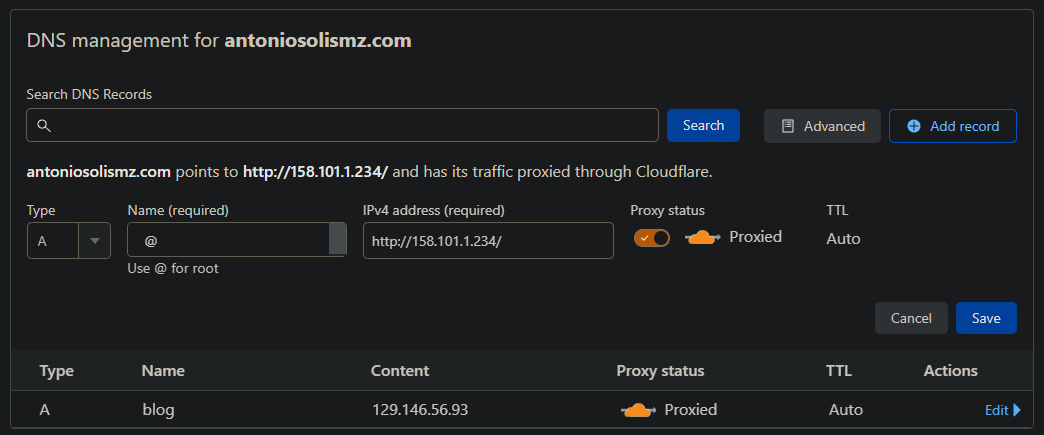 DNS management for antoniosolismz.com
Search DNS Records
Search Advanced Add record
antoniosolismz.com points to http://158.101.1.234/ and has its traffic proxied through Cloudflare.
Type Name (required) IPv4 address (required) Proxy status TTL
A @ http://158.101.1.234/ Proxied Auto
Use @ for root
Cancel Save
Type Name Content Proxy status TTL Actions
A blog 129.146.56.93 Proxied Auto Edit